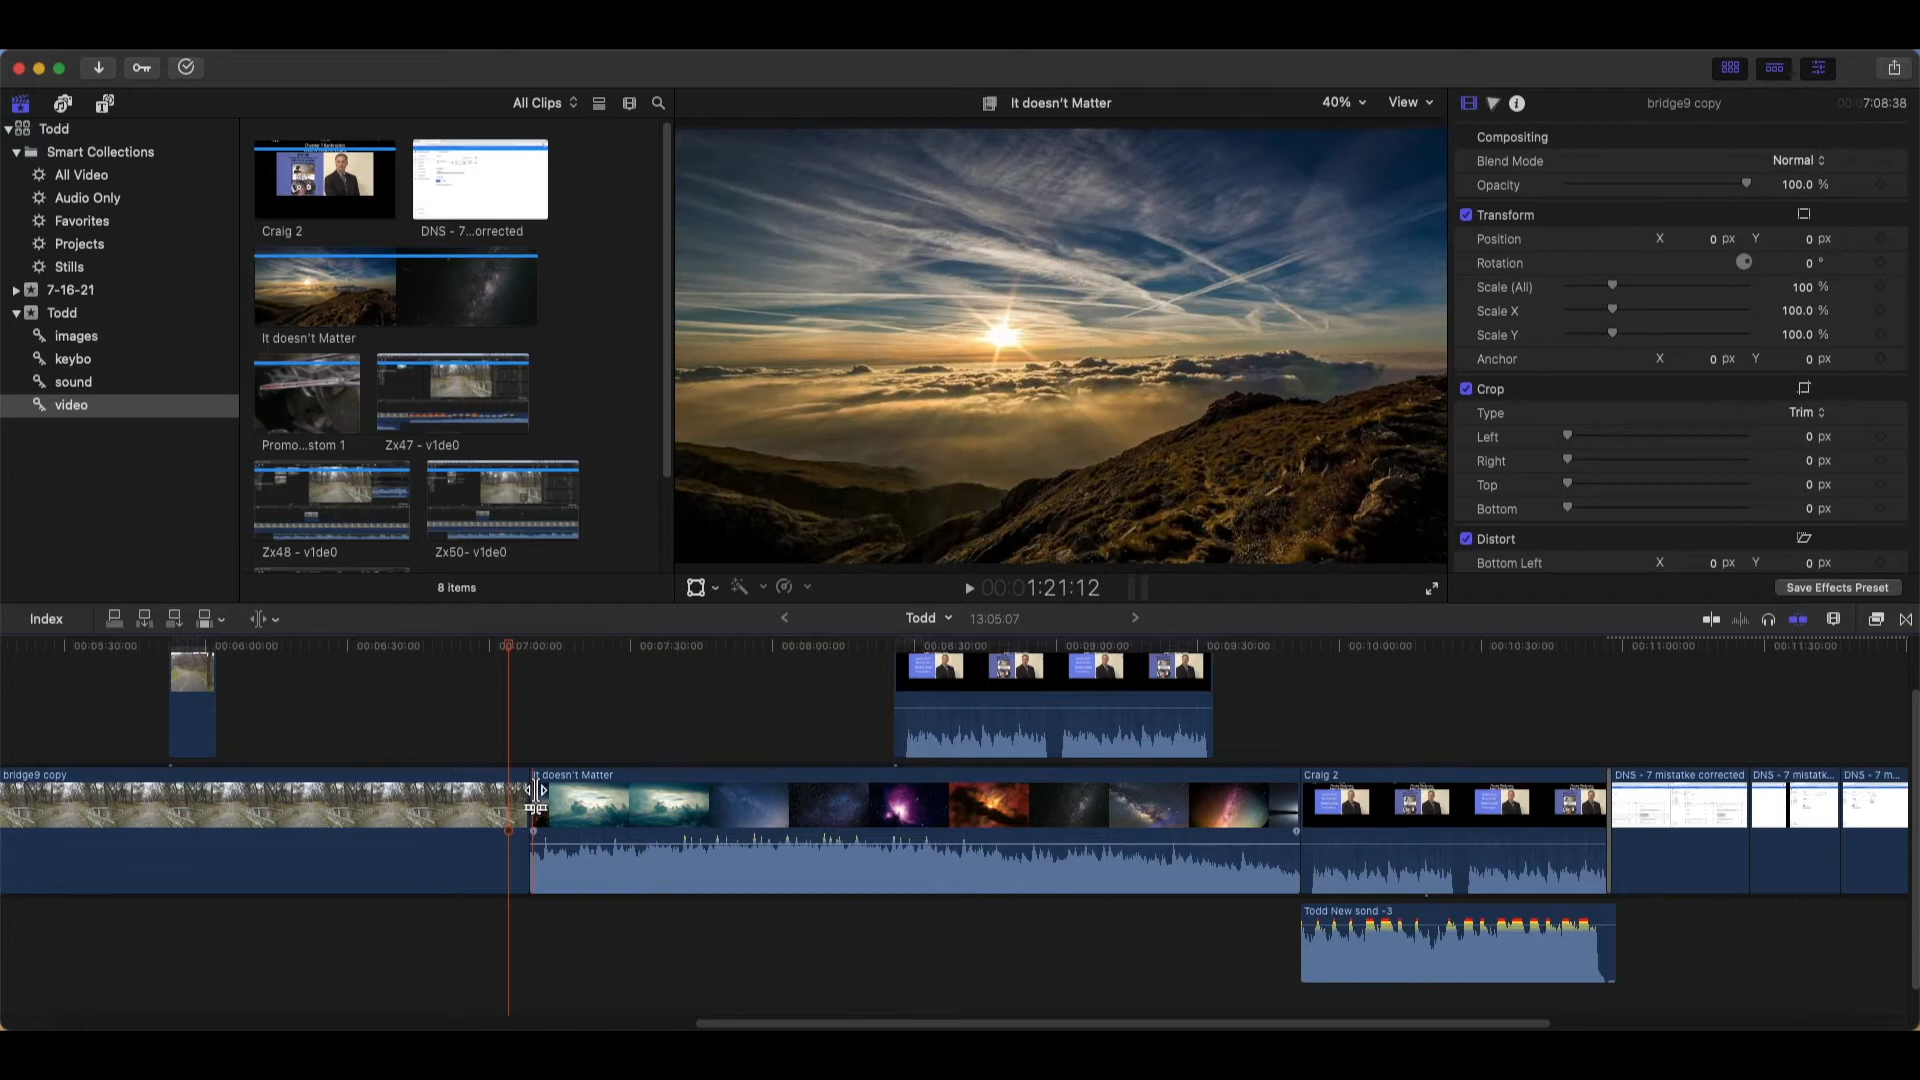 All Clips
It doesn't Matter
40%
View
bridge9 copy
7:08:38
Todd
Smart Collections
All Video
Audio Only
Favorites
Projects
Stills
7-16-21
Todd
images
keybo
sound
video
Craig 2
DNS - 7...orrected
It doesn't Matter
Promo...stom 1
Zx47 - v1de0
Zx48 - v1de0
Zx50- v1de0
8 items
00:01:21:12
Compositing
Blend Mode
Normal
Opacity
100.0 %
Transform
Position
X
0 px
Y
0 px
Rotation
0 °
Scale (All)
100 %
Scale X
100.0 %
Scale Y
100.0 %
Anchor
X
0 px
Y
0 px
Crop
Type
Trim
Left
0 px
Right
0 px
Top
0 px
Bottom
0 px
Distort
Bottom Left
X
0 px
Y
0 px
Save Effects Preset
Index
Todd
13:05:07
00:05:30:00
00:06:00:00
00:06:30:00
00:07:00:00
00:07:30:00
00:08:00:00
00:08:30:00
00:09:00:00
00:09:30:00
00:10:00:00
00:10:30:00
00:11:00:00
00:11:30:00
bridge9 copy
It doesn't Matter
Craig 2
DNS - 7 mistatke corrected
DNS - 7 mistatk...
DNS - 7 m...
Todd New sond -3